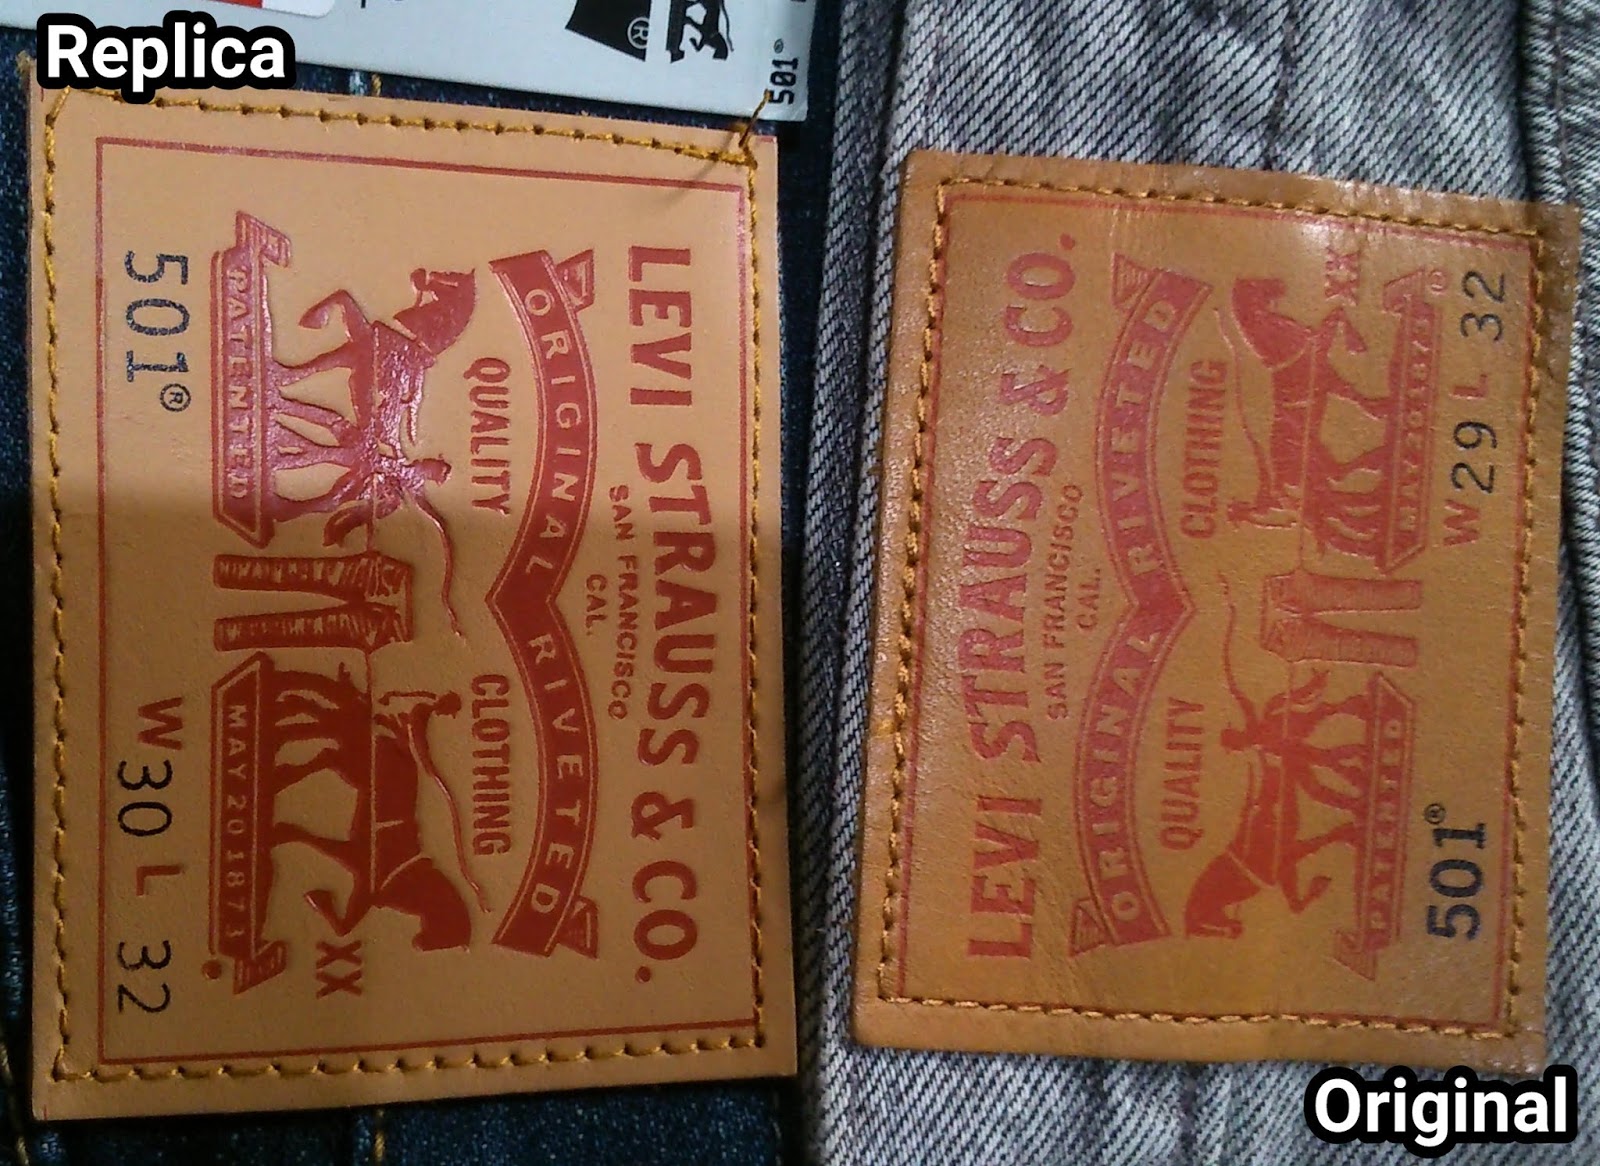 Replica
®
501®
LEVI STRAUSS & CO.
SAN FRANCISCO
CAL.
ORIGINAL RIVETED
QUALITY CLOTHING
XX
PATENTED MAY 20 1873
501® W30 L 32
LEVI STRAUSS & CO.
SAN FRANCISCO
CAL.
ORIGINAL RIVETED
QUALITY CLOTHING
XX
PATENTED MAY 20 1873®
501® W29 L 32
Original